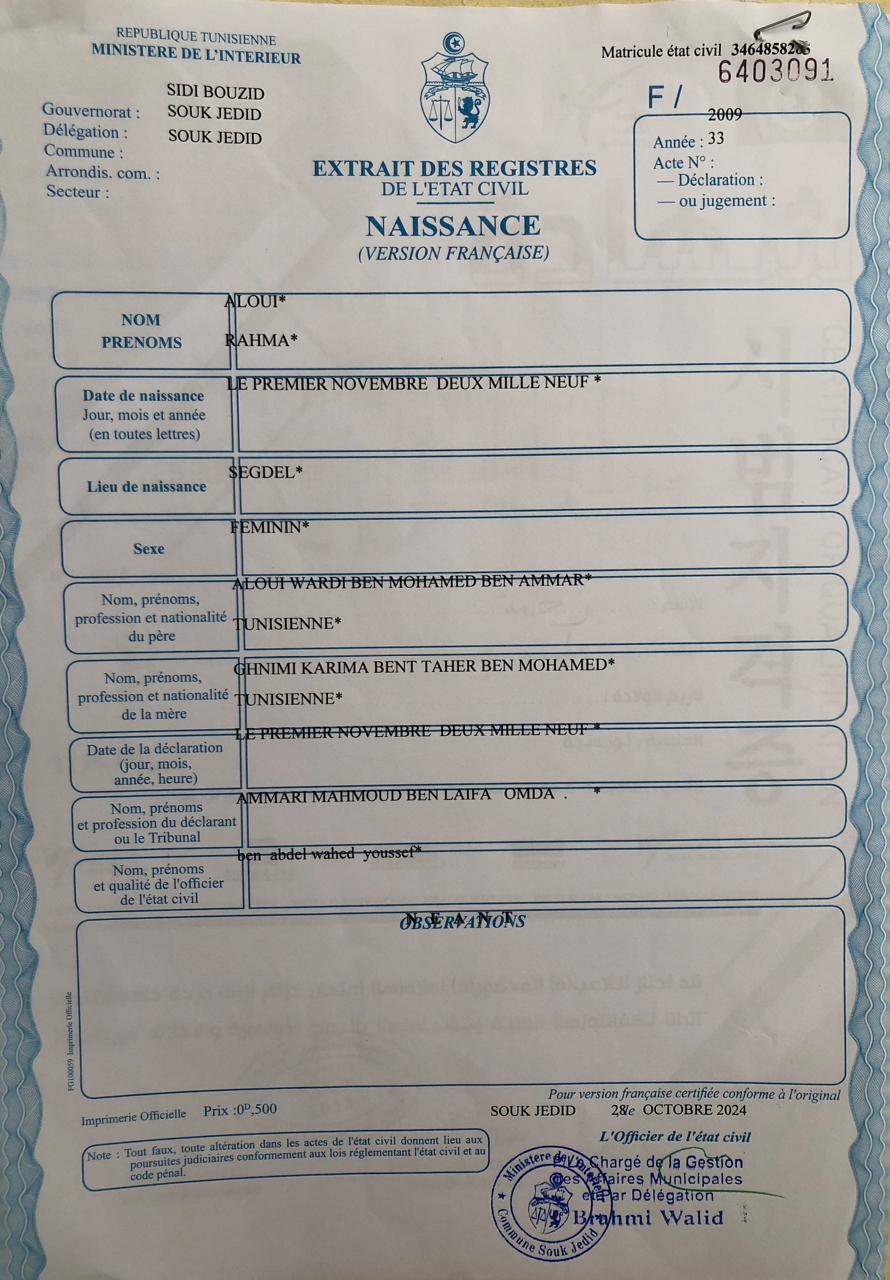 REPUBLIQUE TUNISIENNE
MINISTERE DE L'INTERIEUR
Matricule état civil 3464858263
6403091
F /
SIDI BOUZID
Gouvernorat : SOUK JEDID
Délégation : SOUK JEDID
Commune :
Arrondis. com. :
Secteur :
2009
Année : 33
Acte N° :
— Déclaration :
— ou jugement :
EXTRAIT DES REGISTRES
DE L'ETAT CIVIL
NAISSANCE
(VERSION FRANÇAISE)
NOM
PRENOMS
ALOUI*
RAHMA*
Date de naissance
Jour, mois et année
(en toutes lettres)
LE PREMIER NOVEMBRE DEUX MILLE NEUF *
Lieu de naissance
SEGDEL*
Sexe
FEMININ*
Nom, prénoms,
profession et nationalité
du père
ALOUI WARDI BEN MOHAMED BEN AMMAR*
TUNISIENNE*
Nom, prénoms,
profession et nationalité
de la mère
GHNIMI KARIMA BENT TAHER BEN MOHAMED*
TUNISIENNE*
Date de la déclaration
(jour, mois,
année, heure)
LE PREMIER NOVEMBRE DEUX MILLE NEUF *
Nom, prénoms
et profession du déclarant
ou le Tribunal
AMMARI MAHMOUD BEN LAIFA OMDA . *
Nom, prénoms
et qualité de l'officier
de l'état civil
ben abdel wahed youssef*
NEANT
OBSERVATIONS
FG100059 Imprimerie Officielle
Pour version française certifiée conforme à l'original
Imprimerie Officielle Prix :0ᴰ,500
SOUK JEDID 28 le OCTOBRE 2024
L'Officier de l'état civil
Note : Tout faux, toute altération dans les actes de l'état civil donnent lieu aux
poursuites judiciaires conformement aux lois réglementant l'état civil et au
code pénal.
Chargé de la Gestion
des Affaires Municipales
et Par Délégation
Brahmi Walid
Ministère de l'Intérieur
Commune Souk Jedid